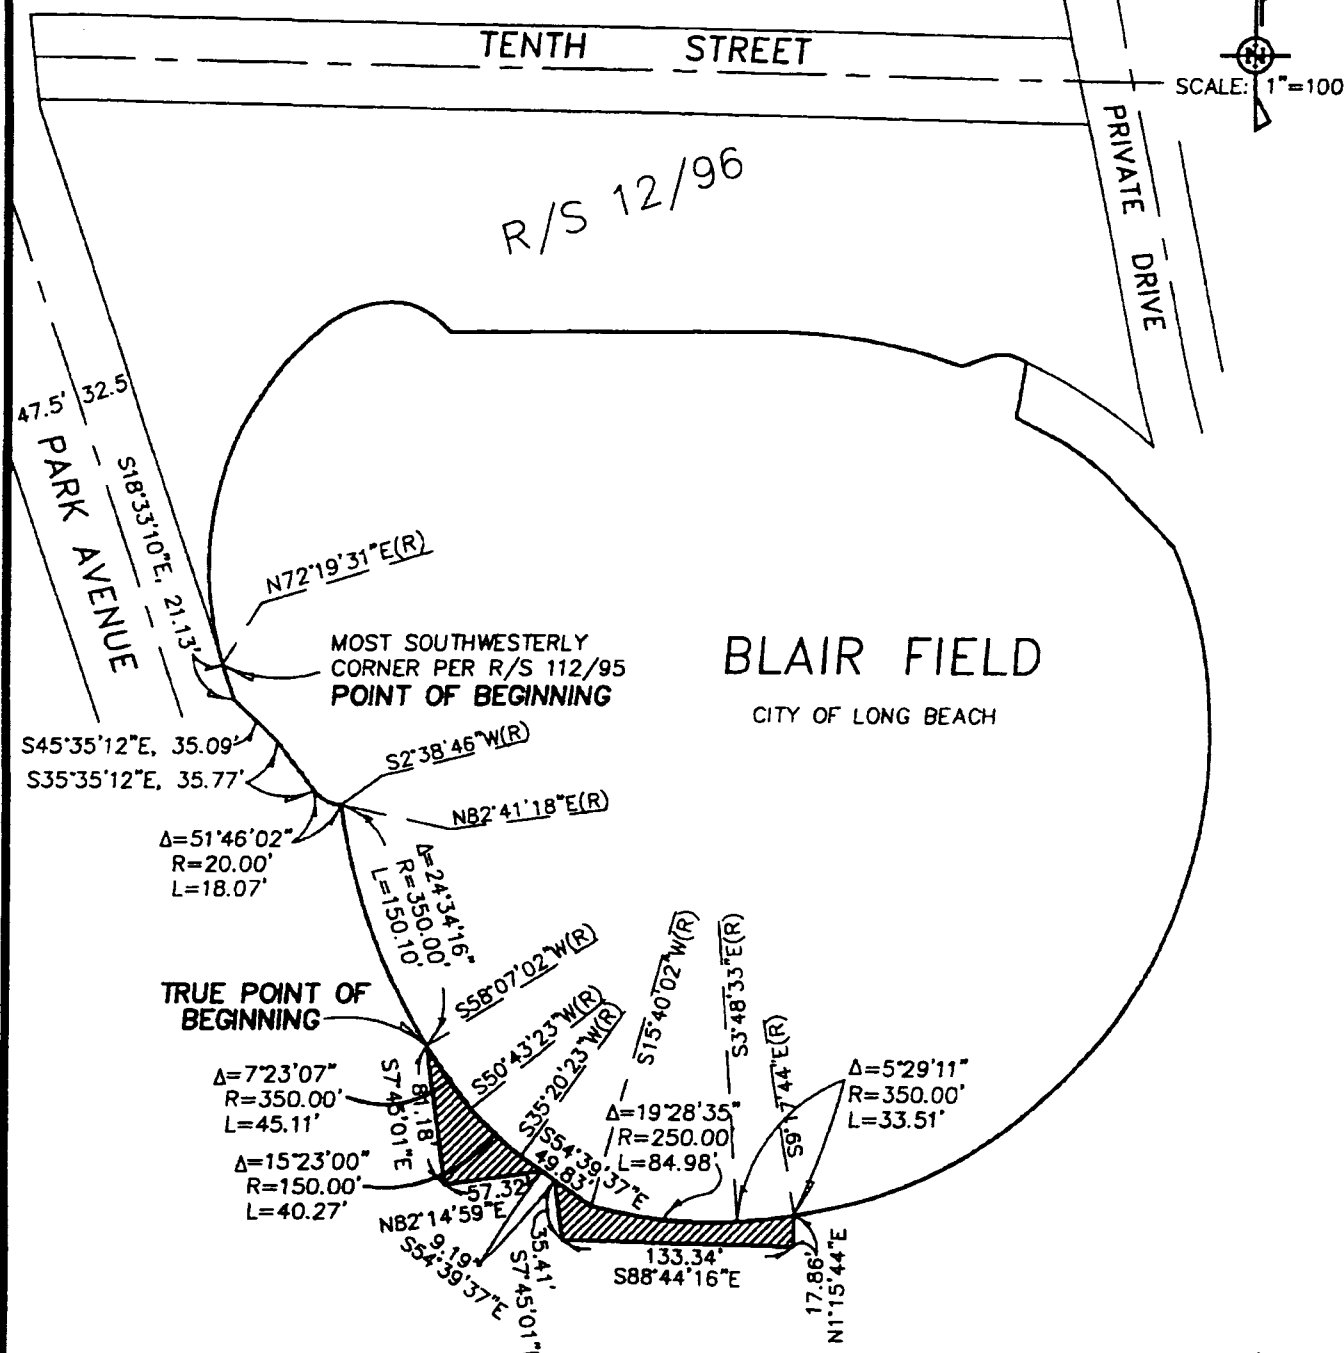 TENTH STREET
SCALE: 1"=100
N
PRIVATE DRIVE
R/S 12/96
47.5' 32.5'
PARK AVENUE
S18°33'10"E, 21.13'
N72°19'31"E(R)
MOST SOUTHWESTERLY
CORNER PER R/S 112/95
POINT OF BEGINNING
BLAIR FIELD
CITY OF LONG BEACH
S45°35'12"E, 35.09'
S35°35'12"E, 35.77'
S2°38'46"W(R)
N82°41'18"E(R)
Δ=51°46'02"
R=20.00'
L=18.07'
Δ=24°34'16"
R=350.00'
L=150.10'
TRUE POINT OF
BEGINNING
S58°07'02"W(R)
S50°43'23"W(R)
S35°20'23"W(R)
S15°40'02"W(R)
S3°48'33"E(R)
S9°17'44"E(R)
Δ=7°23'07"
R=350.00'
L=45.11'
Δ=15°23'00"
R=150.00'
L=40.27'
81.18'
S7°45'01"E
57.32'
N82°14'59"E
9.19"
S54°39'37"E
S54°39'37"E
49.83'
Δ=19°28'35"
R=250.00
L=84.98'
Δ=5°29'11"
R=350.00'
L=33.51'
35.41'
S7°45'01"
133.34'
S88°44'16"E
17.86'
N1°15'44"E